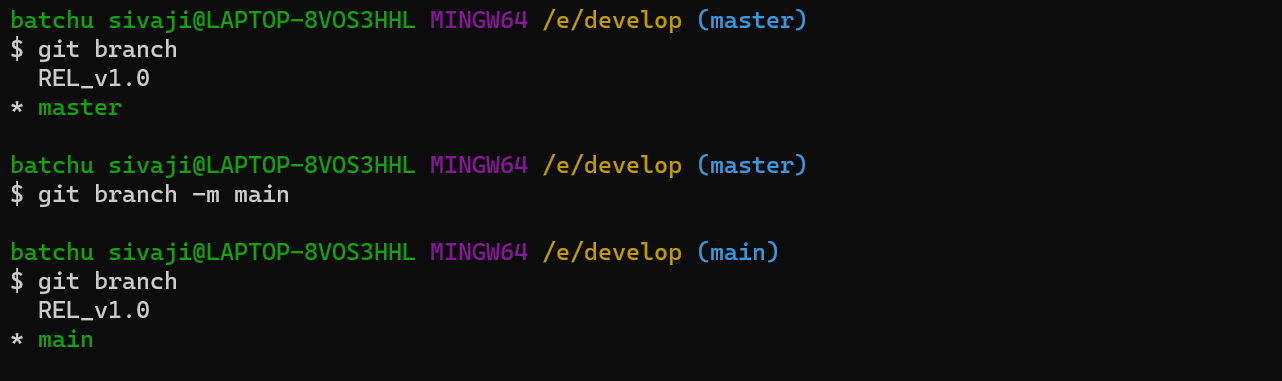 batchu sivaji@LAPTOP-8VOS3HHL MINGW64 /e/develop (master)
$ git branch
  REL_v1.0
* master

batchu sivaji@LAPTOP-8VOS3HHL MINGW64 /e/develop (master)
$ git branch -m main

batchu sivaji@LAPTOP-8VOS3HHL MINGW64 /e/develop (main)
$ git branch
  REL_v1.0
* main